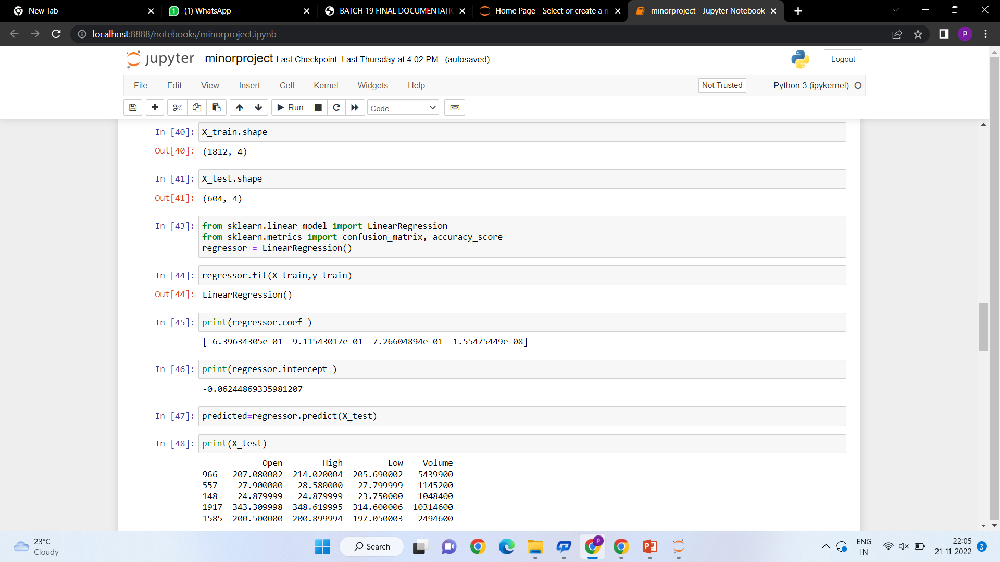 New Tab
(1) WhatsApp
BATCH 19 FINAL DOCUMENTATIO
Home Page - Select or create a n
minorproject - Jupyter Notebook
localhost:8888/notebooks/minorproject.ipynb
P
jupyter minorproject Last Checkpoint: Last Thursday at 4:02 PM (autosaved)
Logout
File Edit View Insert Cell Kernel Widgets Help
Not Trusted
Python 3 (ipykernel)
Run
Code
In [40]: X_train.shape
Out[40]: (1812, 4)
In [41]: X_test.shape
Out[41]: (604, 4)
In [43]: from sklearn.linear_model import LinearRegression
from sklearn.metrics import confusion_matrix, accuracy_score
regressor = LinearRegression()
In [44]: regressor.fit(X_train,y_train)
Out[44]: LinearRegression()
In [45]: print(regressor.coef_)
[-6.39634305e-01 9.11543017e-01 7.26604894e-01 -1.55475449e-08]
In [46]: print(regressor.intercept_)
-0.06244869335981207
In [47]: predicted=regressor.predict(X_test)
In [48]: print(X_test)
Open High Low Volume
966 207.080002 214.020004 205.690002 5439900
557 27.900000 28.580000 27.799999 1145200
148 24.879999 24.879999 23.750000 1048400
1917 343.309998 348.619995 314.600006 10314600
1585 200.500000 200.899994 197.050003 2494600
23°C
Cloudy
Search
P
ENG
IN
22:05
21-11-2022
3